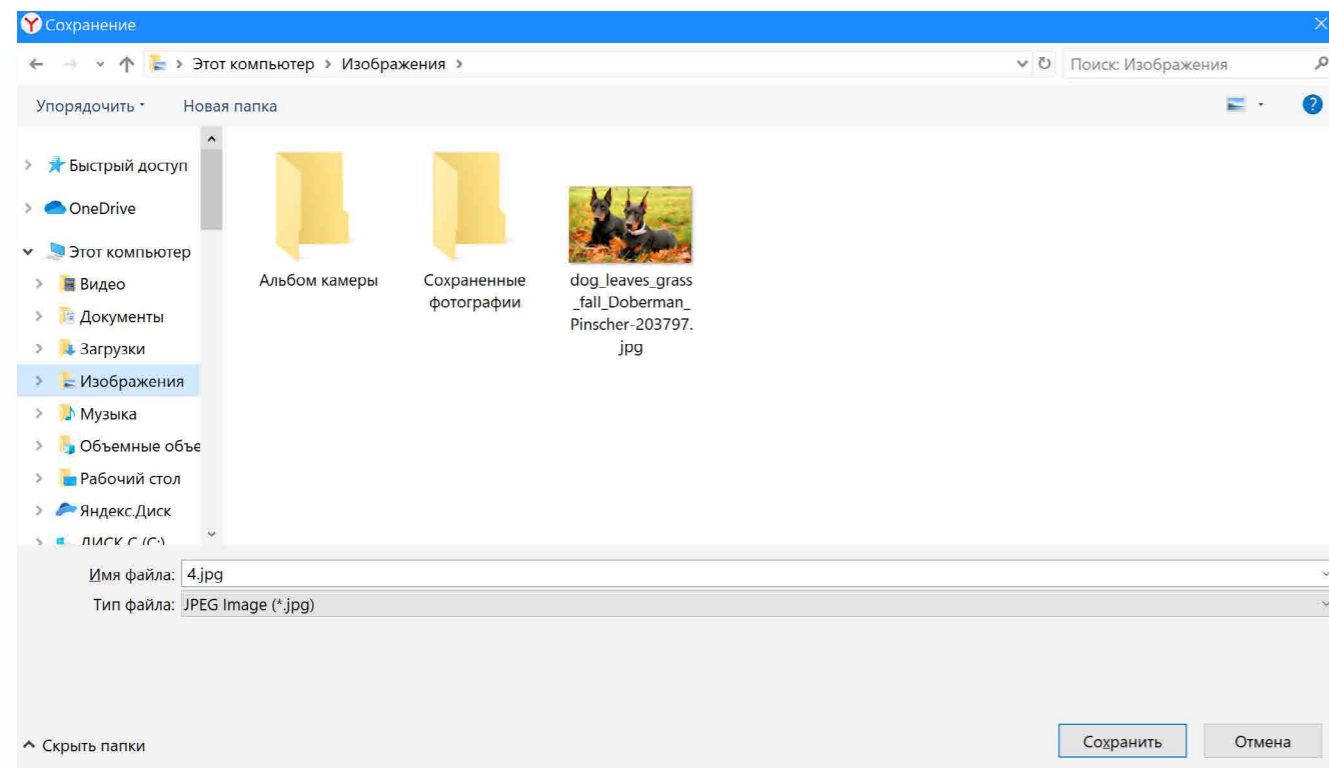 Сохранение
Этот компьютер > Изображения >
Поиск: Изображения
Упорядочить
Новая папка
Быстрый доступ
OneDrive
Этот компьютер
Видео
Документы
Загрузки
Изображения
Музыка
Объемные объе
Рабочий стол
Яндекс.Диск
ДИСК C (C:)
Альбом камеры
Сохраненные
фотографии
dog_leaves_grass
_fall_Doberman_
Pinscher-203797.
jpg
Имя файла: 4.jpg
Тип файла: JPEG Image (*.jpg)
Скрыть папки
Сохранить
Отмена